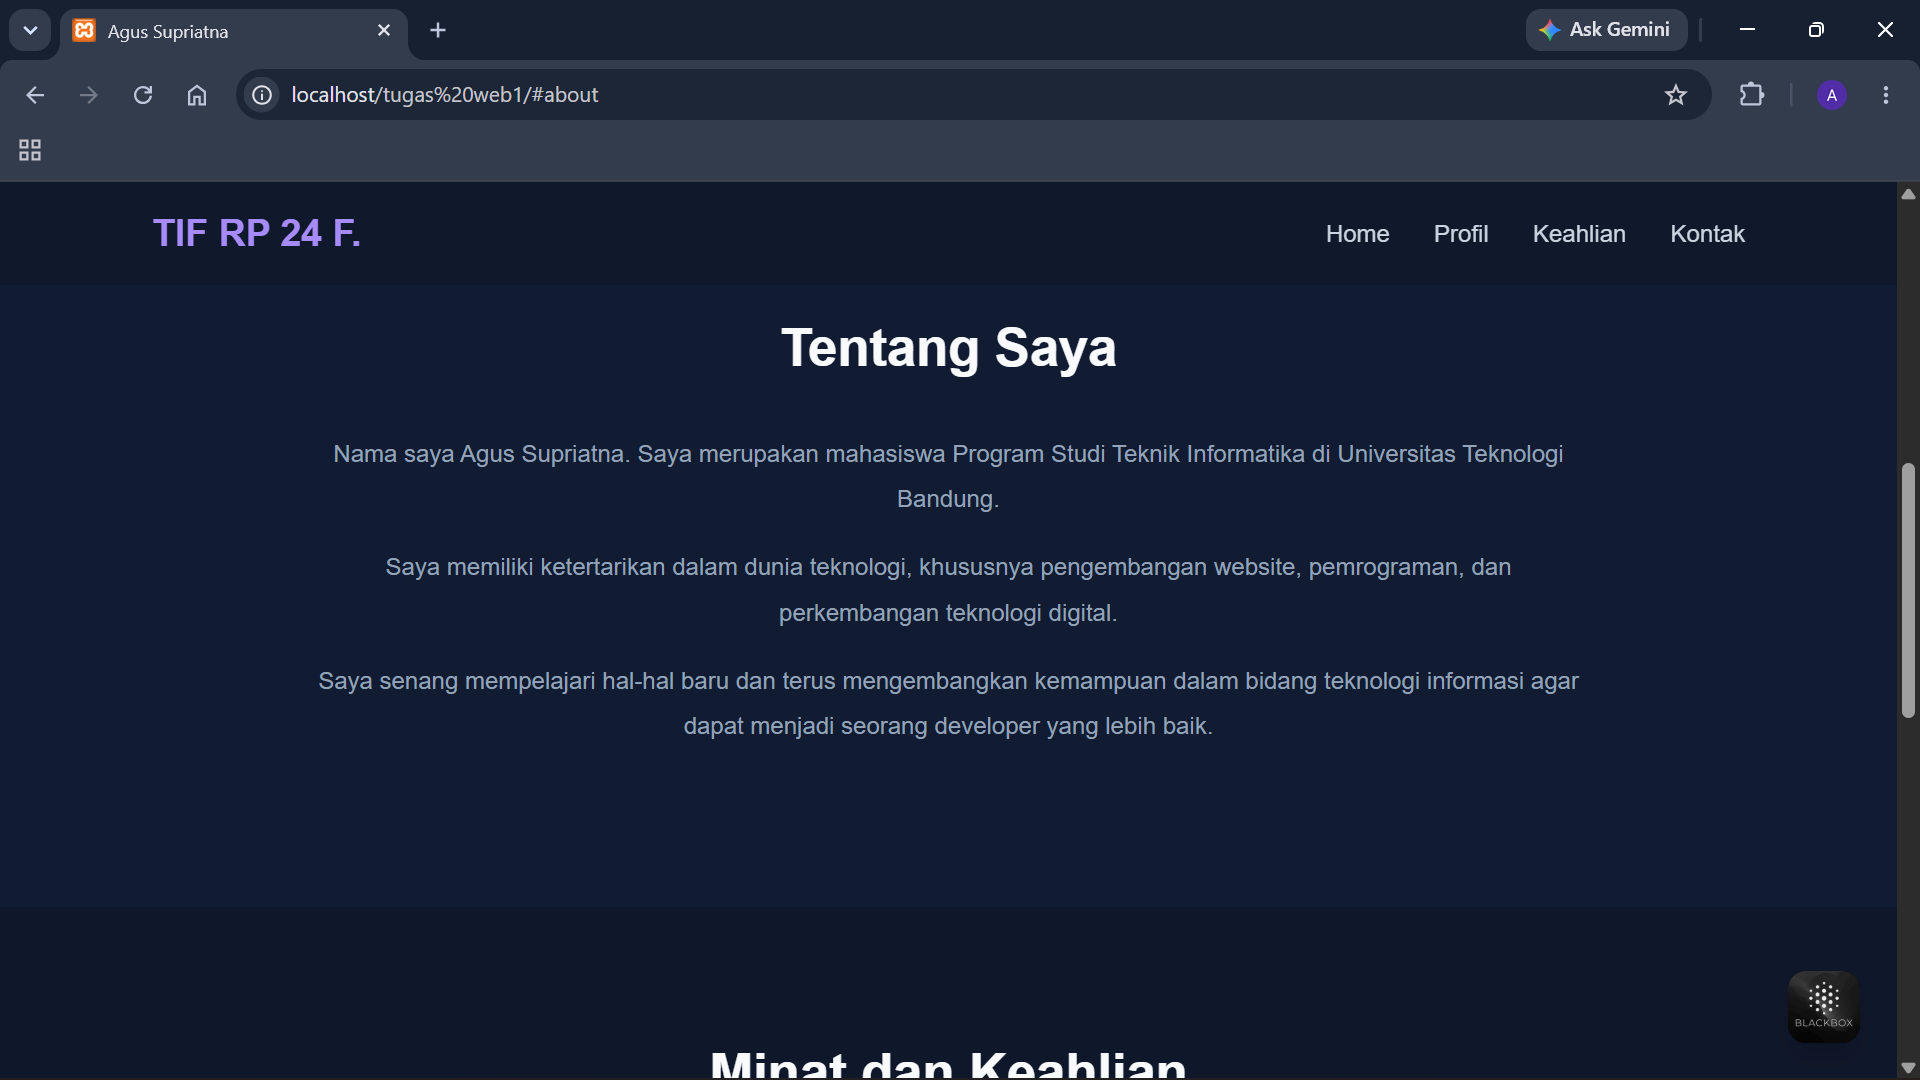 Agus Supriatna
Ask Gemini
localhost/tugas%20web1/#about
A
TIF RP 24 F.
Home
Profil
Keahlian
Kontak
Tentang Saya
Nama saya Agus Supriatna. Saya merupakan mahasiswa Program Studi Teknik Informatika di Universitas Teknologi
Bandung.
Saya memiliki ketertarikan dalam dunia teknologi, khususnya pengembangan website, pemrograman, dan
perkembangan teknologi digital.
Saya senang mempelajari hal-hal baru dan terus mengembangkan kemampuan dalam bidang teknologi informasi agar
dapat menjadi seorang developer yang lebih baik.
BLACKBOX
Minat dan Keahlian